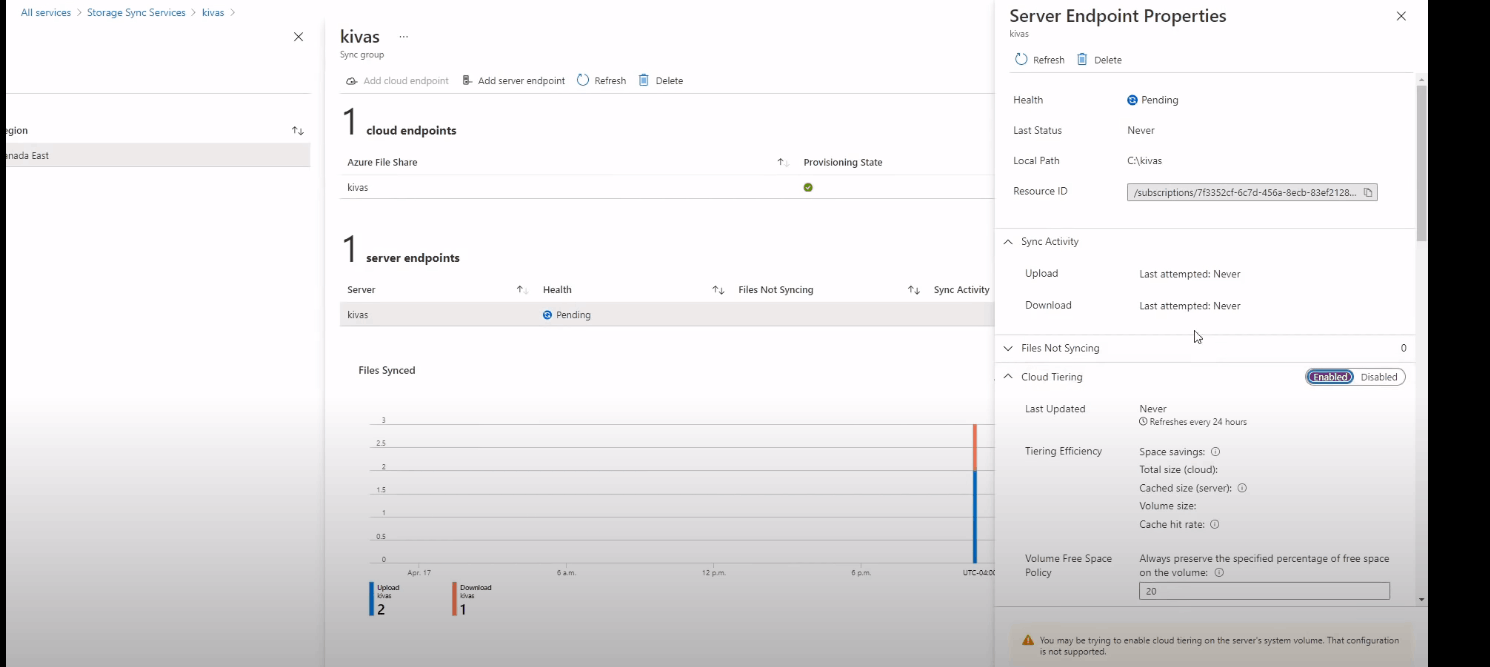 All services > Storage Sync Services > kivas >
egion
anada East
kivas ...
Sync group
Add cloud endpoint Add server endpoint Refresh Delete
1 cloud endpoints
Azure File Share Provisioning State
kivas
1 server endpoints
Server Health Files Not Syncing Sync Activity
kivas Pending
Files Synced
3
2.5
2
1.5
1
0.5
0
Apr. 17 6 a.m. 12 p.m. 6 p.m. UTC-04:00
Upload
kivas
2
Download
kivas
1
Server Endpoint Properties
kivas
Refresh Delete
Health Pending
Last Status Never
Local Path C:\kivas
Resource ID /subscriptions/7f3352cf-6c7d-456a-8ecb-83ef2128...
Sync Activity
Upload Last attempted: Never
Download Last attempted: Never
Files Not Syncing 0
Cloud Tiering Enabled Disabled
Last Updated Never
Refreshes every 24 hours
Tiering Efficiency Space savings:
Total size (cloud):
Cached size (server):
Volume size:
Cache hit rate:
Volume Free Space Policy
Always preserve the specified percentage of free space
on the volume:
20
You may be trying to enable cloud tiering on the server's system volume. That configuration
is not supported.